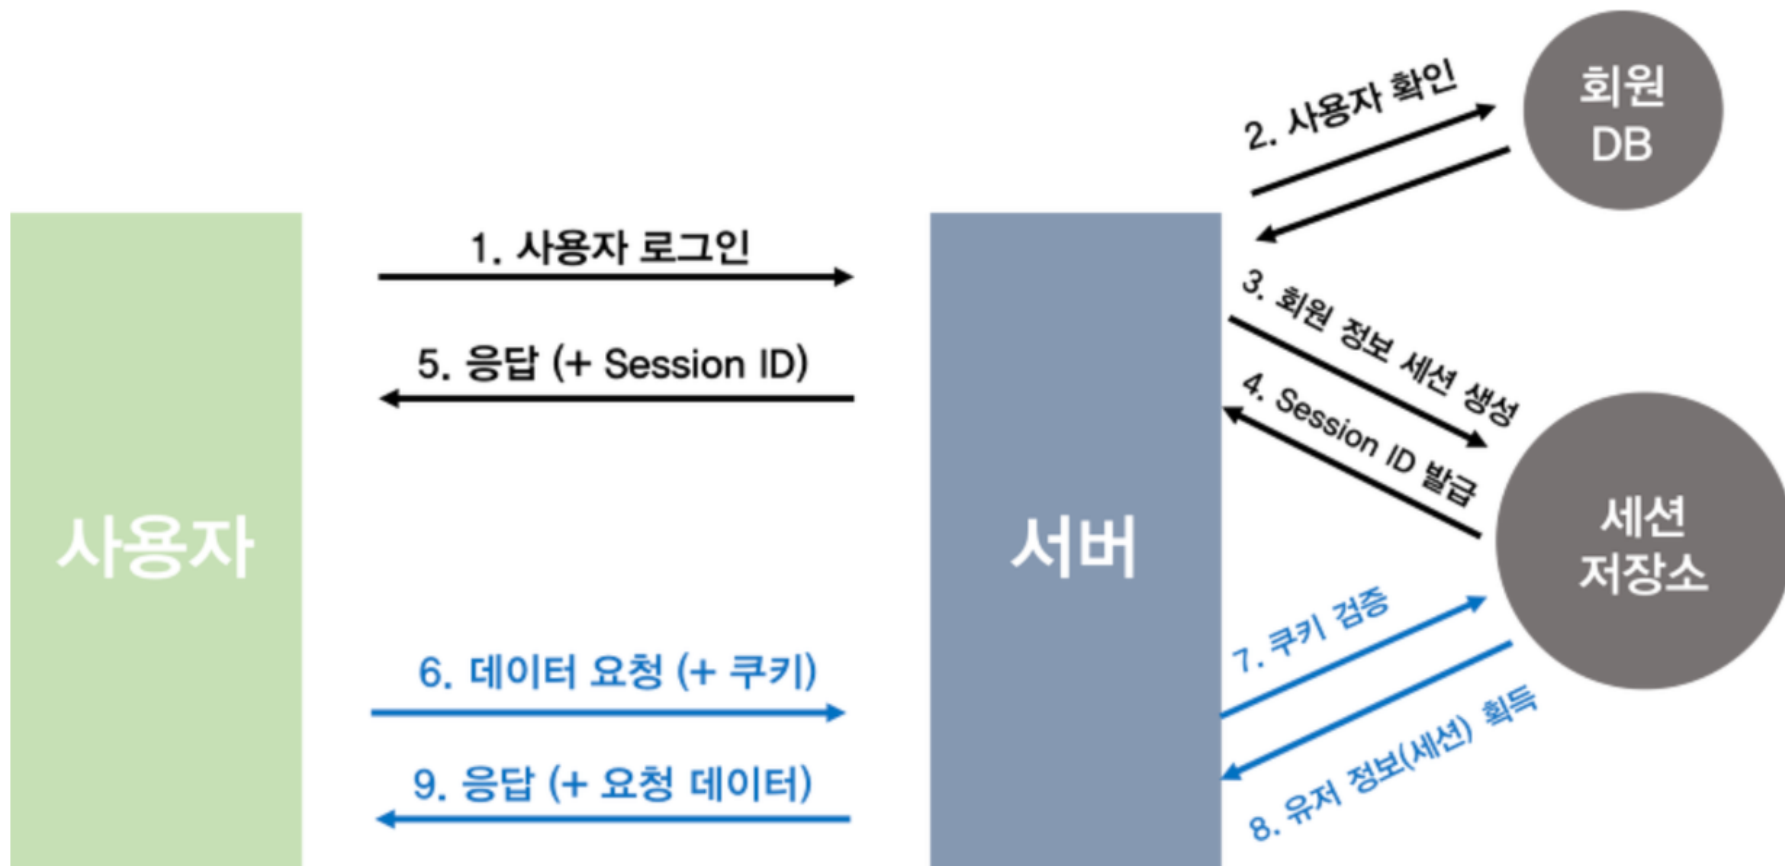 2. 사용자 확인
회원
DB
1. 사용자 로그인
3. 회원 정보 세션 생성
5. 응답 (+ Session ID)
4. Session ID 발급
사용자
서버
세션
저장소
6. 데이터 요청 (+ 쿠키)
7. 쿠키 검증
9. 응답 (+ 요청 데이터)
8. 유저 정보(세션) 획득